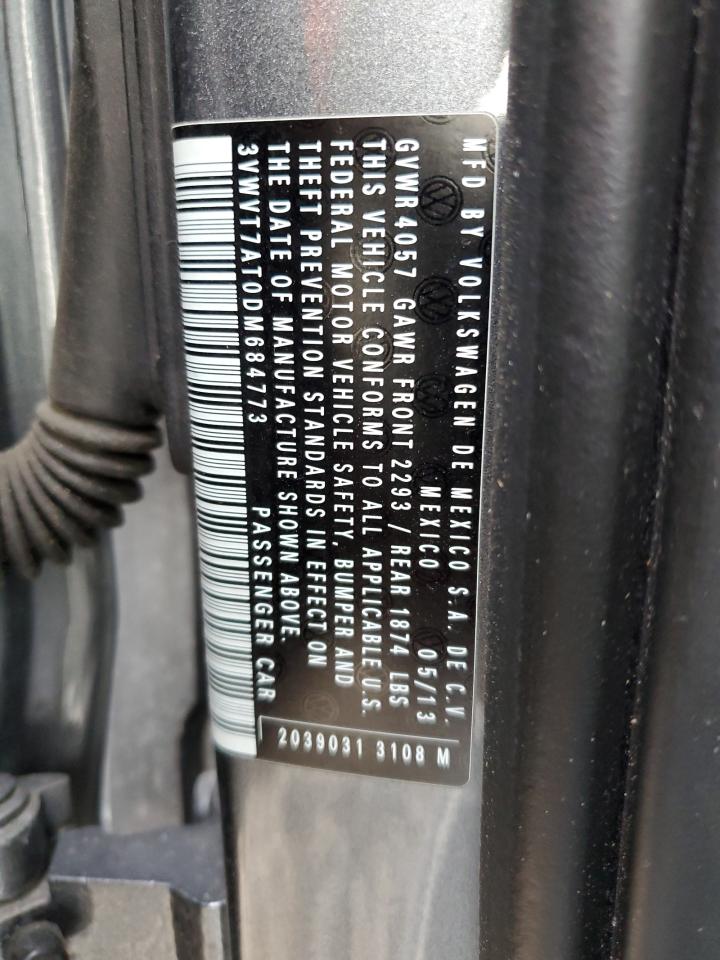 MFD BY VOLKSWAGEN DE MEXICO S.A. DE C.V.
MEXICO 05/13
GVWR 4057 GAWR FRONT 2293 / REAR 1874 LBS
THIS VEHICLE CONFORMS TO ALL APPLICABLE U.S.
FEDERAL MOTOR VEHICLE SAFETY, BUMPER AND
THEFT PREVENTION STANDARDS IN EFFECT ON
THE DATE OF MANUFACTURE SHOWN ABOVE.
3VWVT7AT0DM684773 PASSENGER CAR
2039031 3108 M